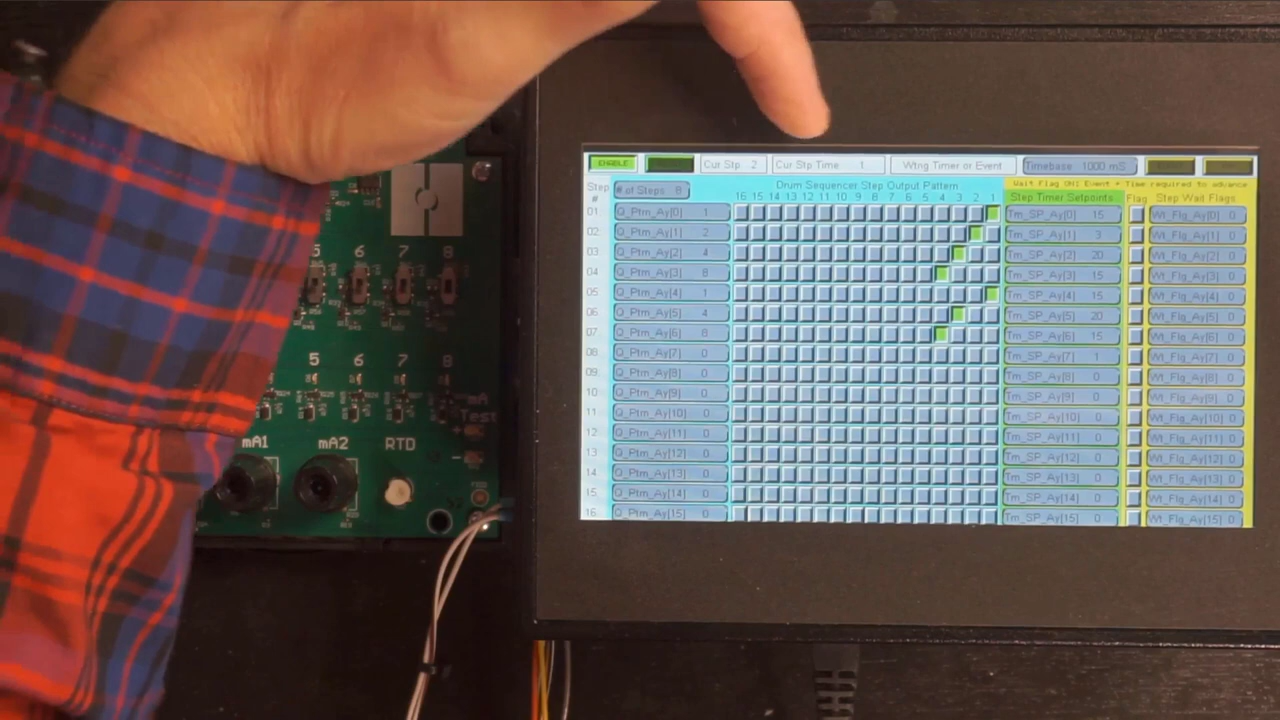 ENABLE Cur Stp 2 Cur Stp Time 1 Wtng Timer or Event Timebase 1000 mS
Step # # of Steps 8 Drum Sequencer Step Output Pattern Wait Flag ON: Event + Time required to advance
16 15 14 13 12 11 10 9 8 7 6 5 4 3 2 1 Step Timer Setpoints Flag Step Wait Flags
01 Q_Ptrn_Ay[0] 1 Tm_SP_Ay[0] 15 Wt_Flg_Ay[0] 0
02 Q_Ptrn_Ay[1] 2 Tm_SP_Ay[1] 3 Wt_Flg_Ay[1] 0
03 Q_Ptrn_Ay[2] 4 Tm_SP_Ay[2] 20 Wt_Flg_Ay[2] 0
04 Q_Ptrn_Ay[3] 8 Tm_SP_Ay[3] 15 Wt_Flg_Ay[3] 0
05 Q_Ptrn_Ay[4] 1 Tm_SP_Ay[4] 15 Wt_Flg_Ay[4] 0
06 Q_Ptrn_Ay[5] 4 Tm_SP_Ay[5] 20 Wt_Flg_Ay[5] 0
07 Q_Ptrn_Ay[6] 8 Tm_SP_Ay[6] 15 Wt_Flg_Ay[6] 0
08 Q_Ptrn_Ay[7] 0 Tm_SP_Ay[7] 1 Wt_Flg_Ay[7] 0
09 Q_Ptrn_Ay[8] 0 Tm_SP_Ay[8] 0 Wt_Flg_Ay[8] 0
10 Q_Ptrn_Ay[9] 0 Tm_SP_Ay[9] 0 Wt_Flg_Ay[9] 0
11 Q_Ptrn_Ay[10] 0 Tm_SP_Ay[10] 0 Wt_Flg_Ay[10] 0
12 Q_Ptrn_Ay[11] 0 Tm_SP_Ay[11] 0 Wt_Flg_Ay[11] 0
13 Q_Ptrn_Ay[12] 0 Tm_SP_Ay[12] 0 Wt_Flg_Ay[12] 0
14 Q_Ptrn_Ay[13] 0 Tm_SP_Ay[13] 0 Wt_Flg_Ay[13] 0
15 Q_Ptrn_Ay[14] 0 Tm_SP_Ay[14] 0 Wt_Flg_Ay[14] 0
16 Q_Ptrn_Ay[15] 0 Tm_SP_Ay[15] 0 Wt_Flg_Ay[15] 0
5 6 7 8
5 6 7 8
mA
Test
+
mA1 mA2 RTD -